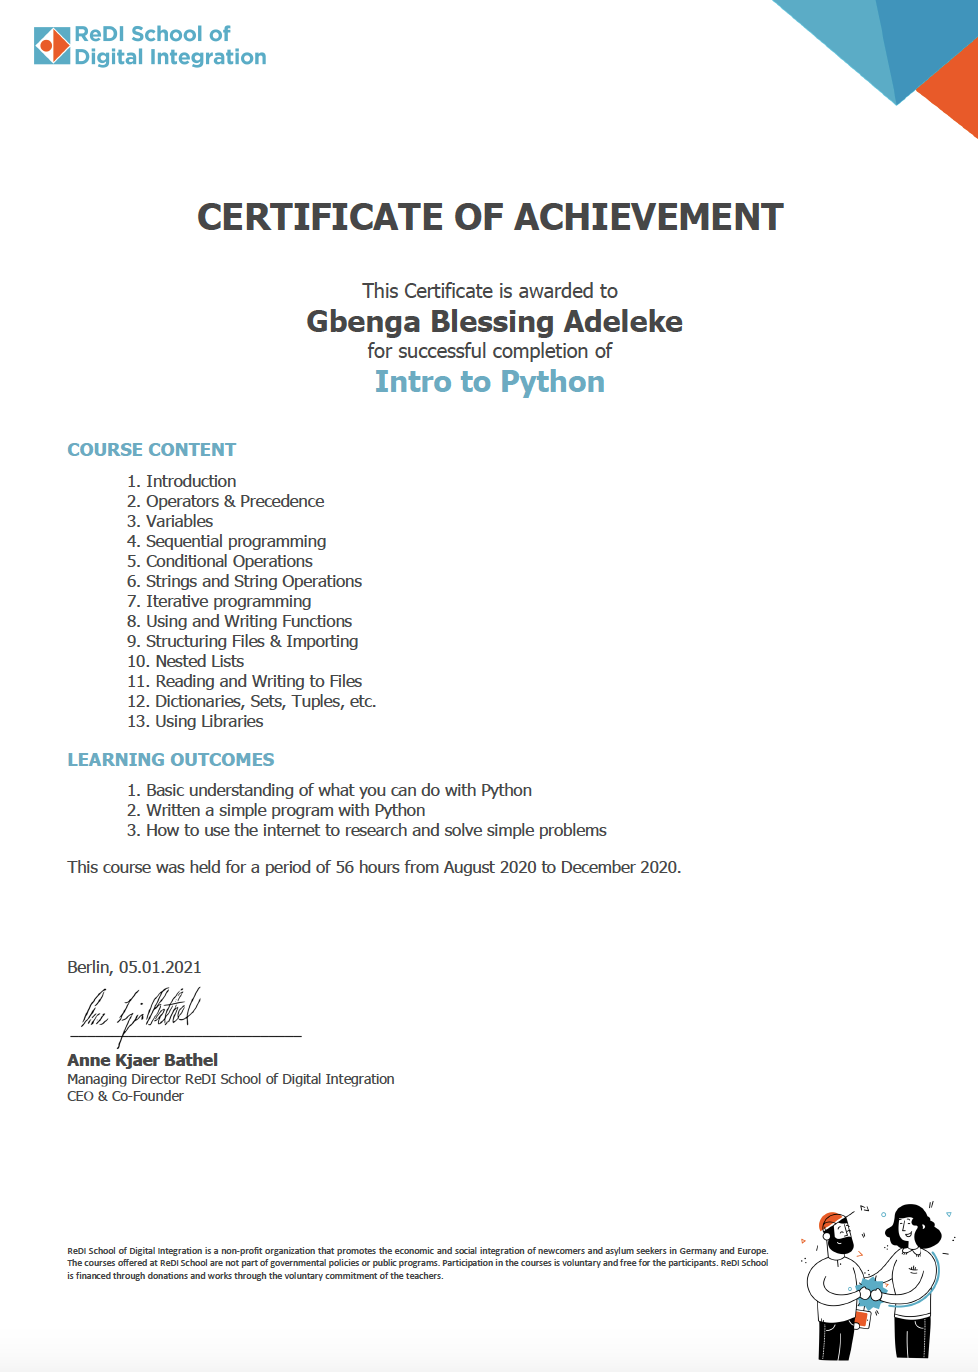 ReDI School of
Digital Integration
CERTIFICATE OF ACHIEVEMENT
This Certificate is awarded to
Gbenga Blessing Adeleke
for successful completion of
Intro to Python
COURSE CONTENT
1. Introduction
2. Operators & Precedence
3. Variables
4. Sequential programming
5. Conditional Operations
6. Strings and String Operations
7. Iterative programming
8. Using and Writing Functions
9. Structuring Files & Importing
10. Nested Lists
11. Reading and Writing to Files
12. Dictionaries, Sets, Tuples, etc.
13. Using Libraries
LEARNING OUTCOMES
1. Basic understanding of what you can do with Python
2. Written a simple program with Python
3. How to use the internet to research and solve simple problems
This course was held for a period of 56 hours from August 2020 to December 2020.
Berlin, 05.01.2021
Anne Kjaer Bathel
Managing Director ReDI School of Digital Integration
CEO & Co-Founder
ReDI School of Digital Integration is a non-profit organization that promotes the economic and social integration of newcomers and asylum seekers in Germany and Europe.
The courses offered at ReDI School are not part of governmental policies or public programs. Participation in the courses is voluntary and free for the participants. ReDI School
is financed through donations and works through the voluntary commitment of the teachers.